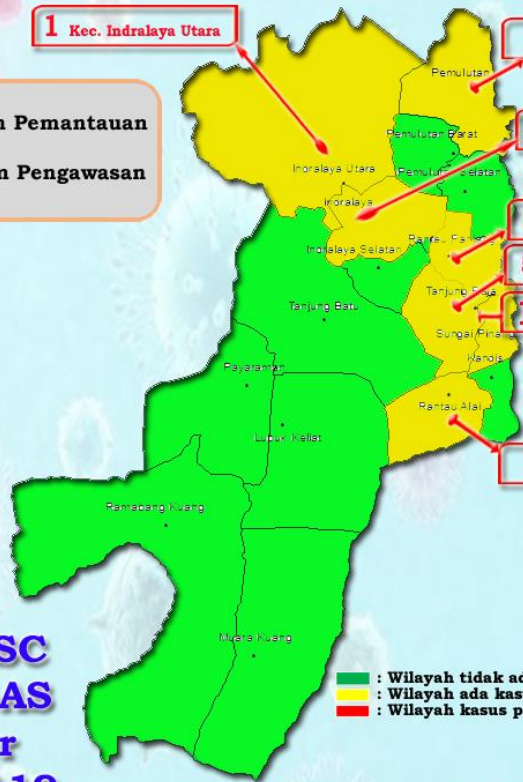 1 Kec. Indralaya Utara
Pemulutan
n Pemantauan
n Pengawasan
Pemulutan Barat
Pemulutan Selatan
Indralaya Utara
Indralaya
Indralaya Selatan
Tanjung Batu
Sungai Pinang
Kandis
Payaraman
Rantau Alai
Lubuk Keliat
Rambang Kuang
Muara Kuang
SC
AS
r
19
: Wilayah tidak ad
: Wilayah ada kas
: Wilayah kasus p